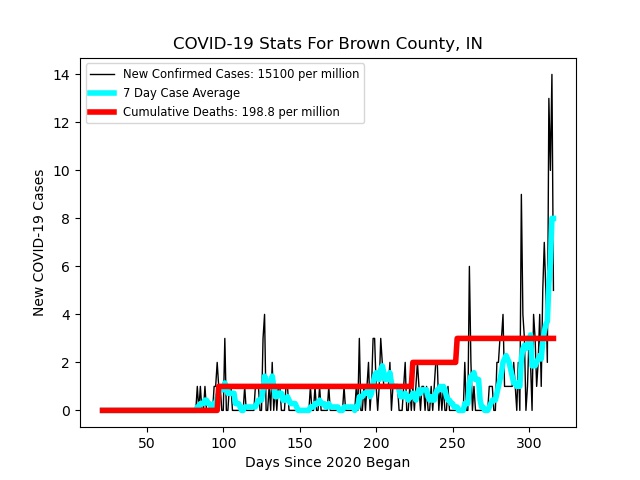 COVID-19 Stats For Brown County, IN
New Confirmed Cases: 15100 per million
7 Day Case Average
Cumulative Deaths: 198.8 per million
New COVID-19 Cases
14
12
10
8
6
4
2
0
50 100 150 200 250 300
Days Since 2020 Began